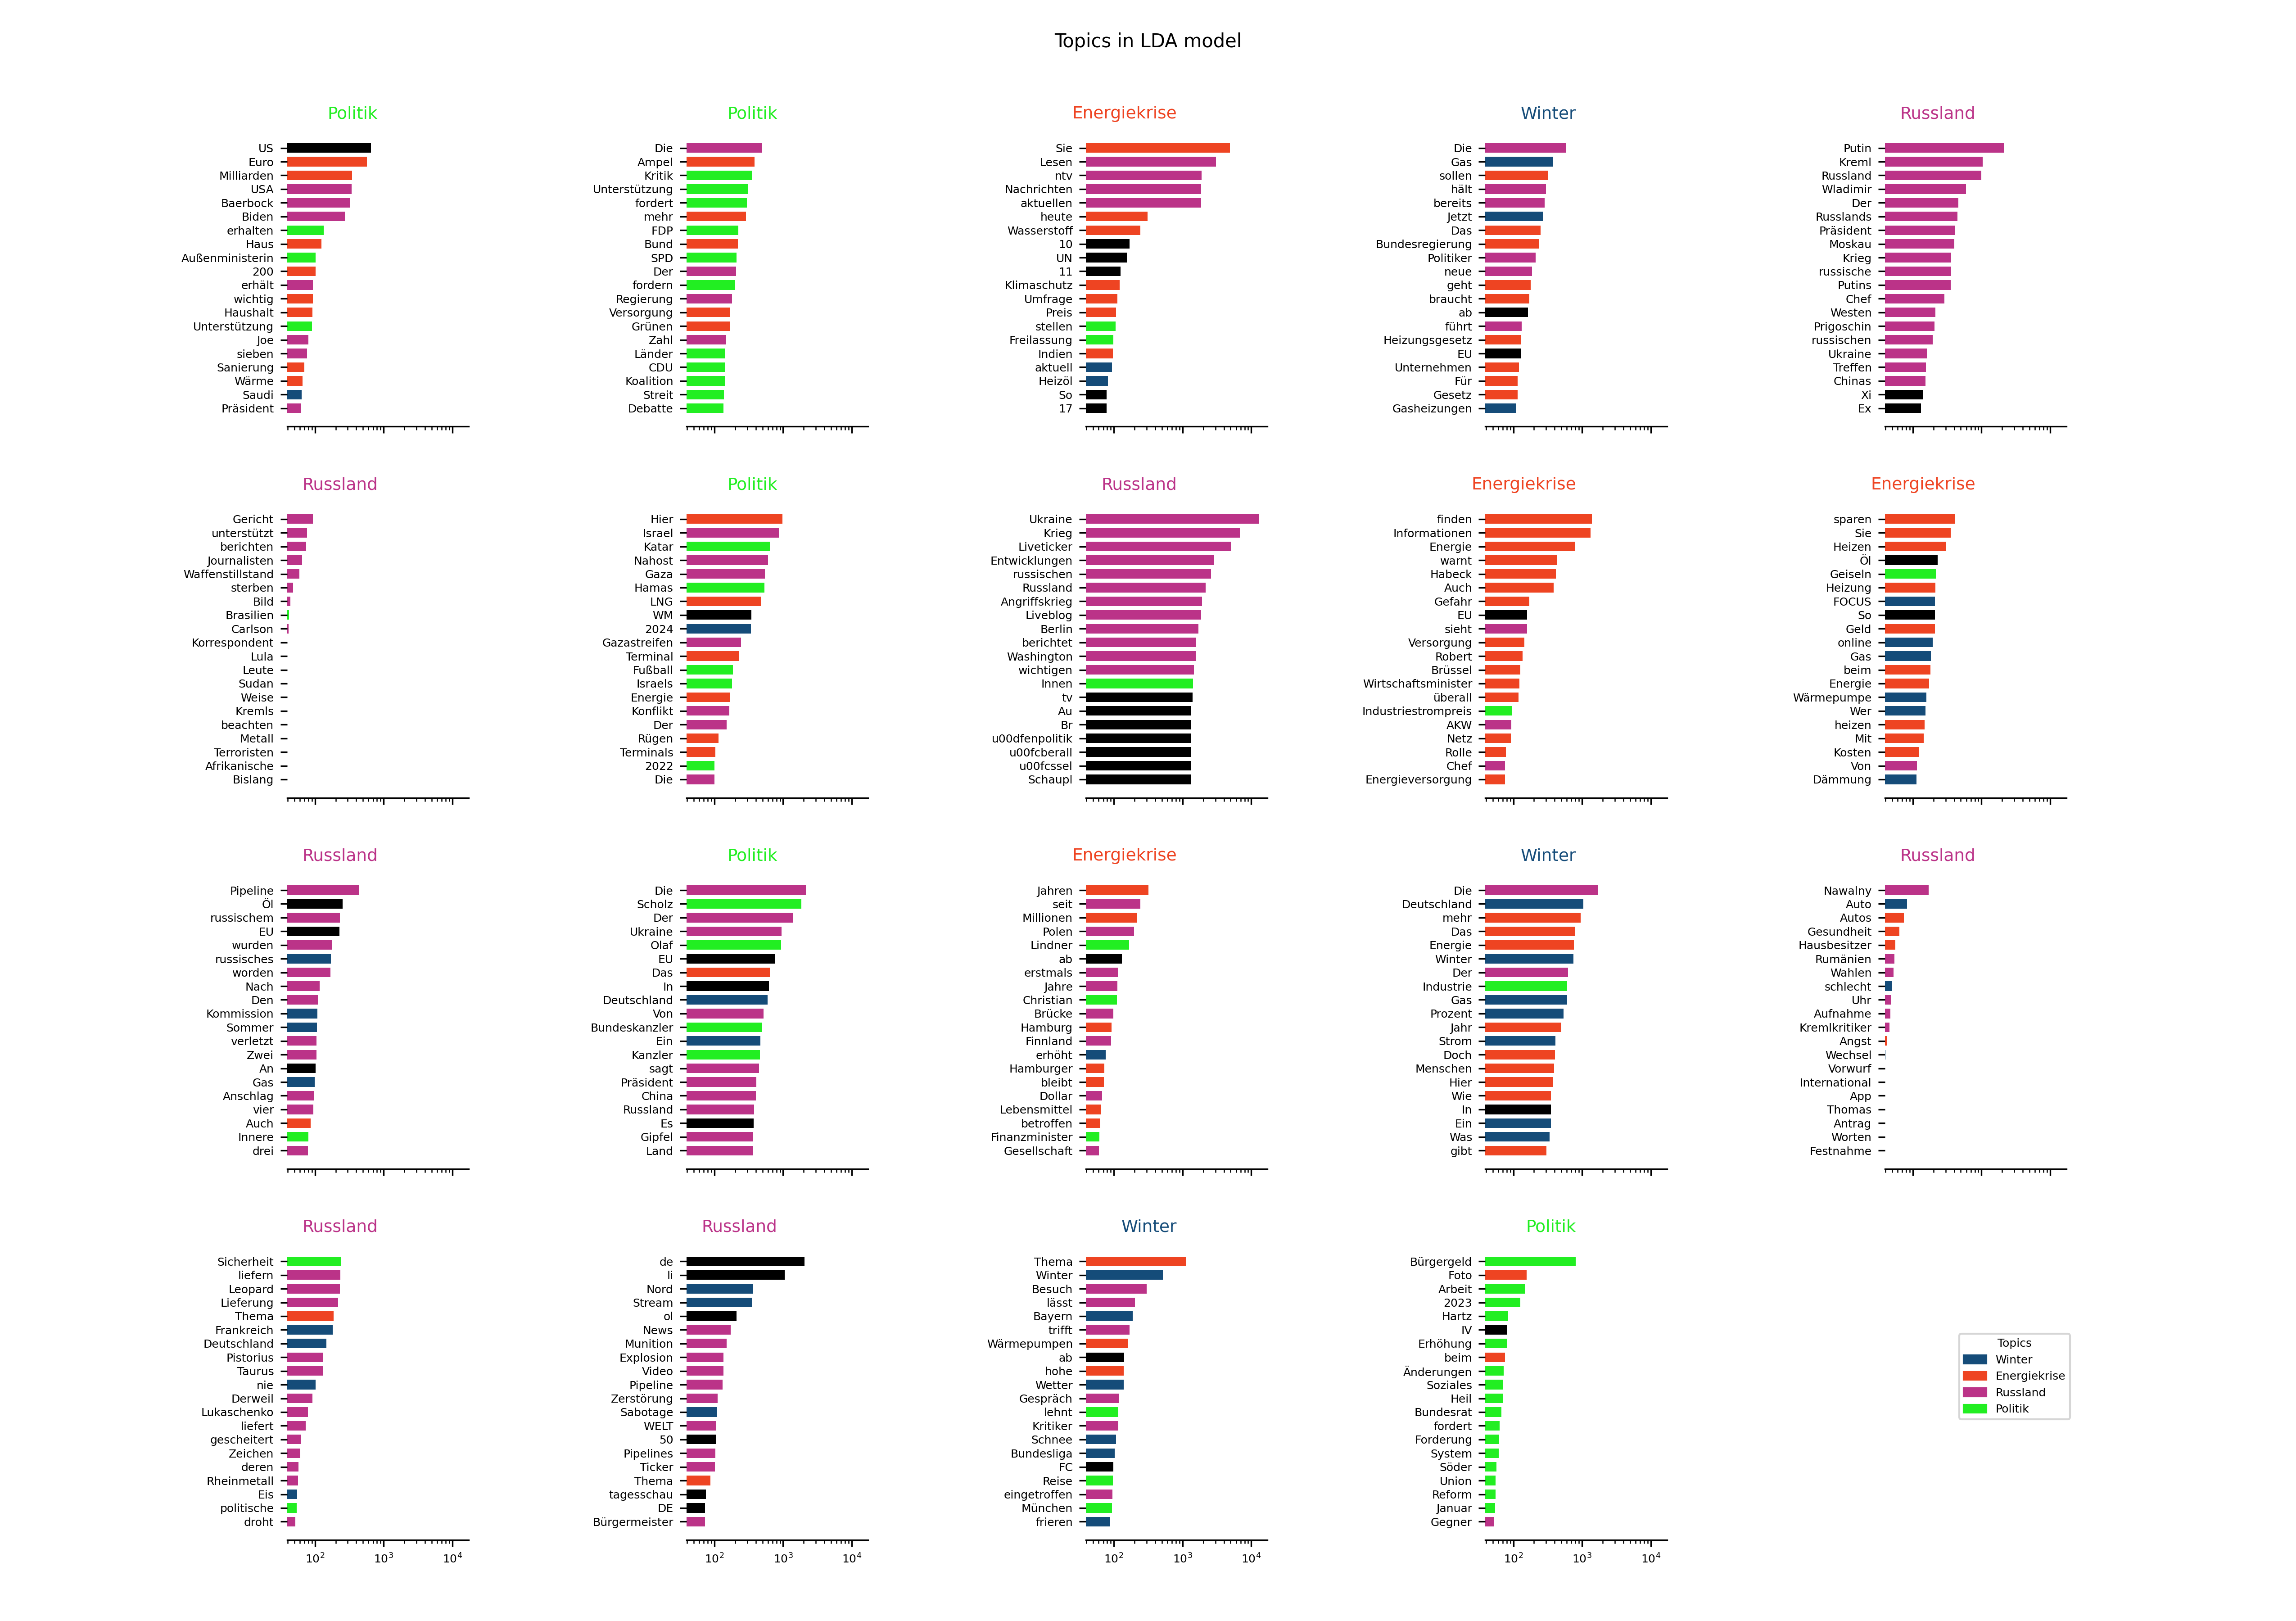 Topics in LDA model
Politik
US
Euro
Milliarden
USA
Baerbock
Biden
erhalten
Haus
Außenministerin
200
erhält
wichtig
Haushalt
Unterstützung
Joe
sieben
Sanierung
Wärme
Saudi
Präsident
Politik
Die
Ampel
Kritik
Unterstützung
fordert
mehr
FDP
Bund
SPD
Der
fordern
Regierung
Versorgung
Grünen
Zahl
Länder
CDU
Koalition
Streit
Debatte
Energiekrise
Sie
Lesen
ntv
Nachrichten
aktuellen
heute
Wasserstoff
10
UN
11
Klimaschutz
Umfrage
Preis
stellen
Freilassung
Indien
aktuell
Heizöl
So
17
Winter
Die
Gas
sollen
hält
bereits
Jetzt
Das
Bundesregierung
Politiker
neue
geht
braucht
ab
führt
Heizungsgesetz
EU
Unternehmen
Für
Gesetz
Gasheizungen
Russland
Putin
Kreml
Russland
Wladimir
Der
Russlands
Präsident
Moskau
Krieg
russische
Putins
Chef
Westen
Prigoschin
russischen
Ukraine
Treffen
Chinas
Xi
Ex
Russland
Gericht
unterstützt
berichten
Journalisten
Waffenstillstand
sterben
Bild
Brasilien
Carlson
Korrespondent
Lula
Leute
Sudan
Weise
Kremls
beachten
Metall
Terroristen
Afrikanische
Bislang
Politik
Hier
Israel
Katar
Nahost
Gaza
Hamas
LNG
WM
2024
Gazastreifen
Terminal
Fußball
Israels
Energie
Konflikt
Der
Rügen
Terminals
2022
Die
Russland
Ukraine
Krieg
Liveticker
Entwicklungen
russischen
Russland
Angriffskrieg
Liveblog
Berlin
berichtet
Washington
wichtigen
Innen
tv
Au
Br
u00dfenpolitik
u00fcberall
u00fcssel
Schaupl
Energiekrise
finden
Informationen
Energie
warnt
Habeck
Auch
Gefahr
EU
sieht
Versorgung
Robert
Brüssel
Wirtschaftsminister
überall
Industriestrompreis
AKW
Netz
Rolle
Chef
Energieversorgung
Energiekrise
sparen
Sie
Heizen
Öl
Geiseln
Heizung
FOCUS
So
Geld
online
Gas
beim
Energie
Wärmepumpe
Wer
heizen
Mit
Kosten
Von
Dämmung
Russland
Pipeline
Öl
russischem
EU
wurden
russisches
worden
Nach
Den
Kommission
Sommer
verletzt
Zwei
An
Gas
Anschlag
vier
Auch
Innere
drei
Politik
Die
Scholz
Der
Ukraine
Olaf
EU
Das
In
Deutschland
Von
Bundeskanzler
Ein
Kanzler
sagt
Präsident
China
Russland
Es
Gipfel
Land
Energiekrise
Jahren
seit
Millionen
Polen
Lindner
ab
erstmals
Jahre
Christian
Brücke
Hamburg
Finnland
erhöht
Hamburger
bleibt
Dollar
Lebensmittel
betroffen
Finanzminister
Gesellschaft
Winter
Die
Deutschland
mehr
Das
Energie
Winter
Der
Industrie
Gas
Prozent
Jahr
Strom
Doch
Menschen
Hier
Wie
In
Ein
Was
gibt
Russland
Nawalny
Auto
Autos
Gesundheit
Hausbesitzer
Rumänien
Wahlen
schlecht
Uhr
Aufnahme
Kremlkritiker
Angst
Wechsel
Vorwurf
International
App
Thomas
Antrag
Worten
Festnahme
Russland
Sicherheit
liefern
Leopard
Lieferung
Thema
Frankreich
Deutschland
Pistorius
Taurus
nie
Derweil
Lukaschenko
liefert
gescheitert
Zeichen
deren
Rheinmetall
Eis
politische
droht
10² 10³ 10⁴
Russland
de
li
Nord
Stream
ol
News
Munition
Explosion
Video
Pipeline
Zerstörung
Sabotage
WELT
50
Pipelines
Ticker
Thema
tagesschau
DE
Bürgermeister
10² 10³ 10⁴
Winter
Thema
Winter
Besuch
lässt
Bayern
trifft
Wärmepumpen
ab
hohe
Wetter
Gespräch
lehnt
Kritiker
Schnee
Bundesliga
FC
Reise
eingetroffen
München
frieren
10² 10³ 10⁴
Politik
Bürgergeld
Foto
Arbeit
2023
Hartz
IV
Erhöhung
beim
Änderungen
Soziales
Heil
Bundesrat
fordert
Forderung
System
Söder
Union
Reform
Januar
Gegner
10² 10³ 10⁴
Topics
Winter
Energiekrise
Russland
Politik